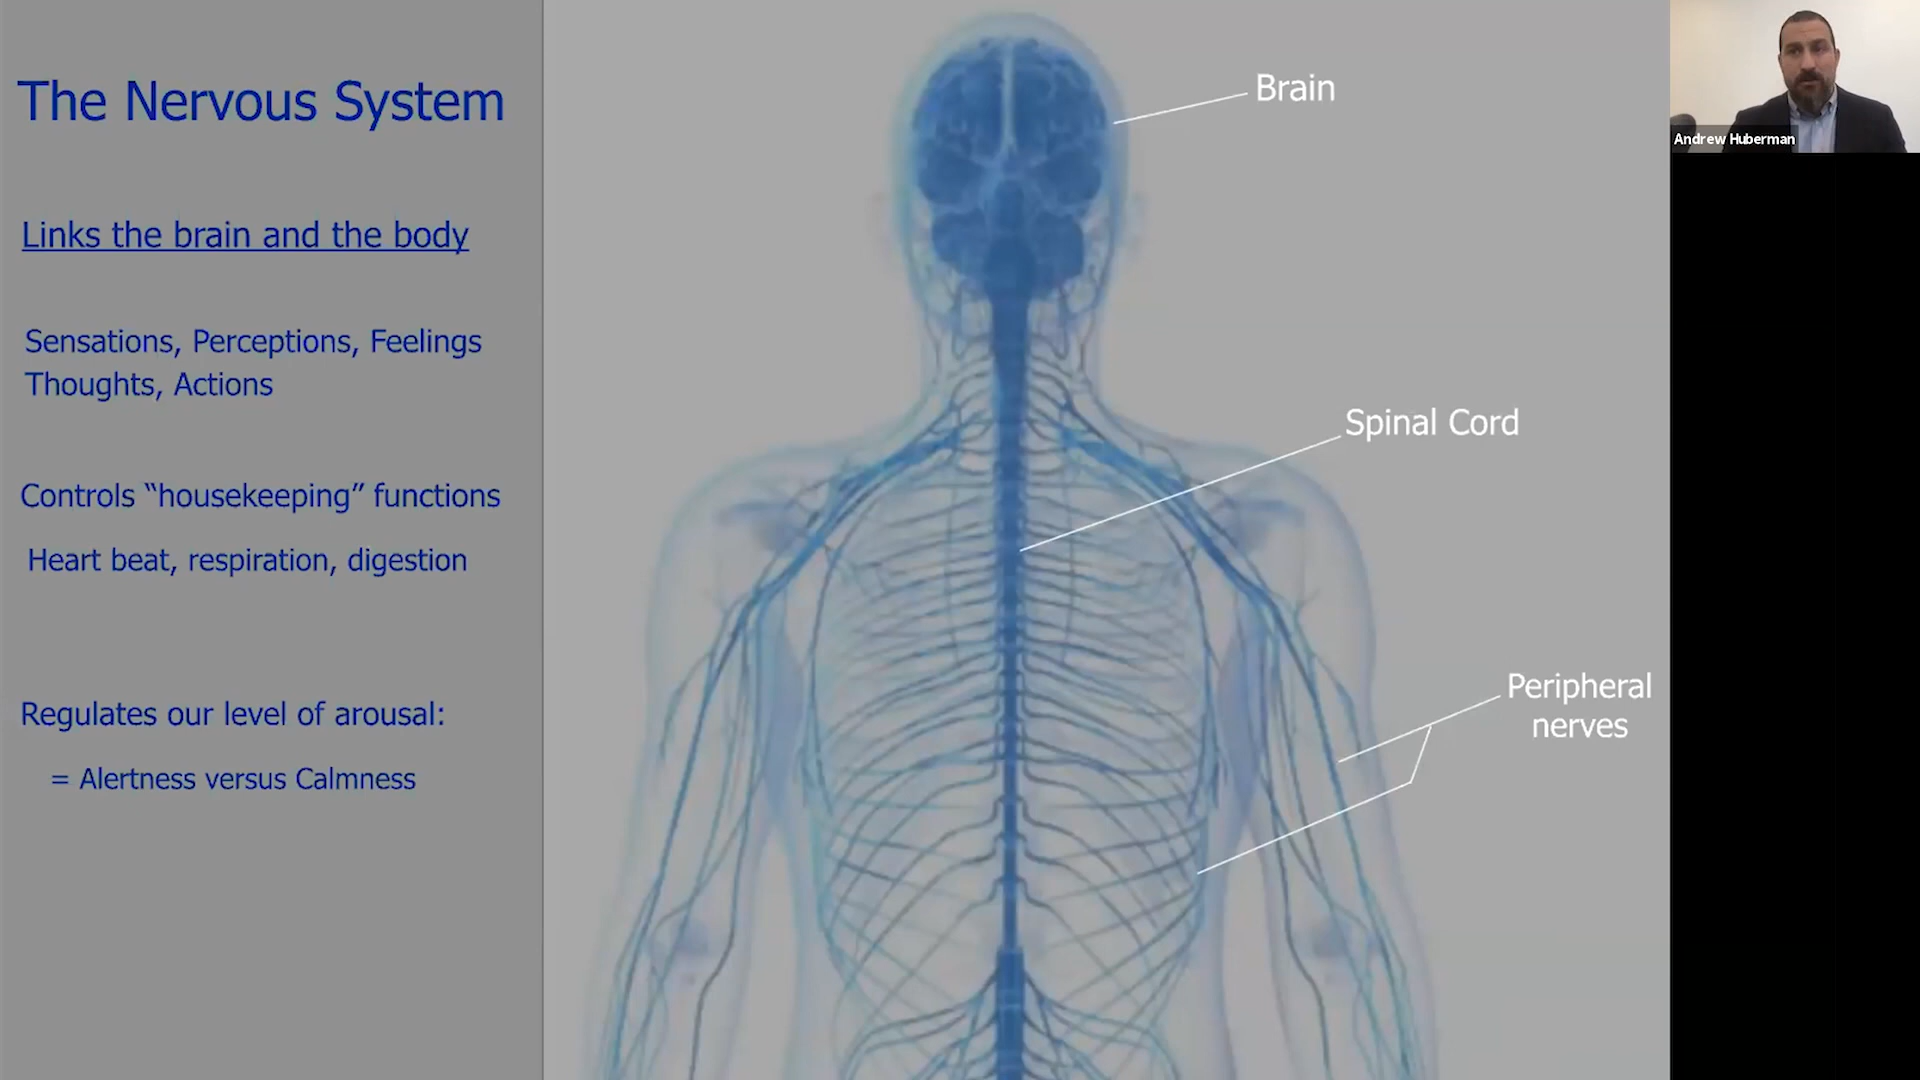 The Nervous System
Links the brain and the body
Sensations, Perceptions, Feelings
Thoughts, Actions
Controls “housekeeping” functions
Heart beat, respiration, digestion
Regulates our level of arousal:
= Alertness versus Calmness
Brain
Spinal Cord
Peripheral
nerves
Andrew Huberman